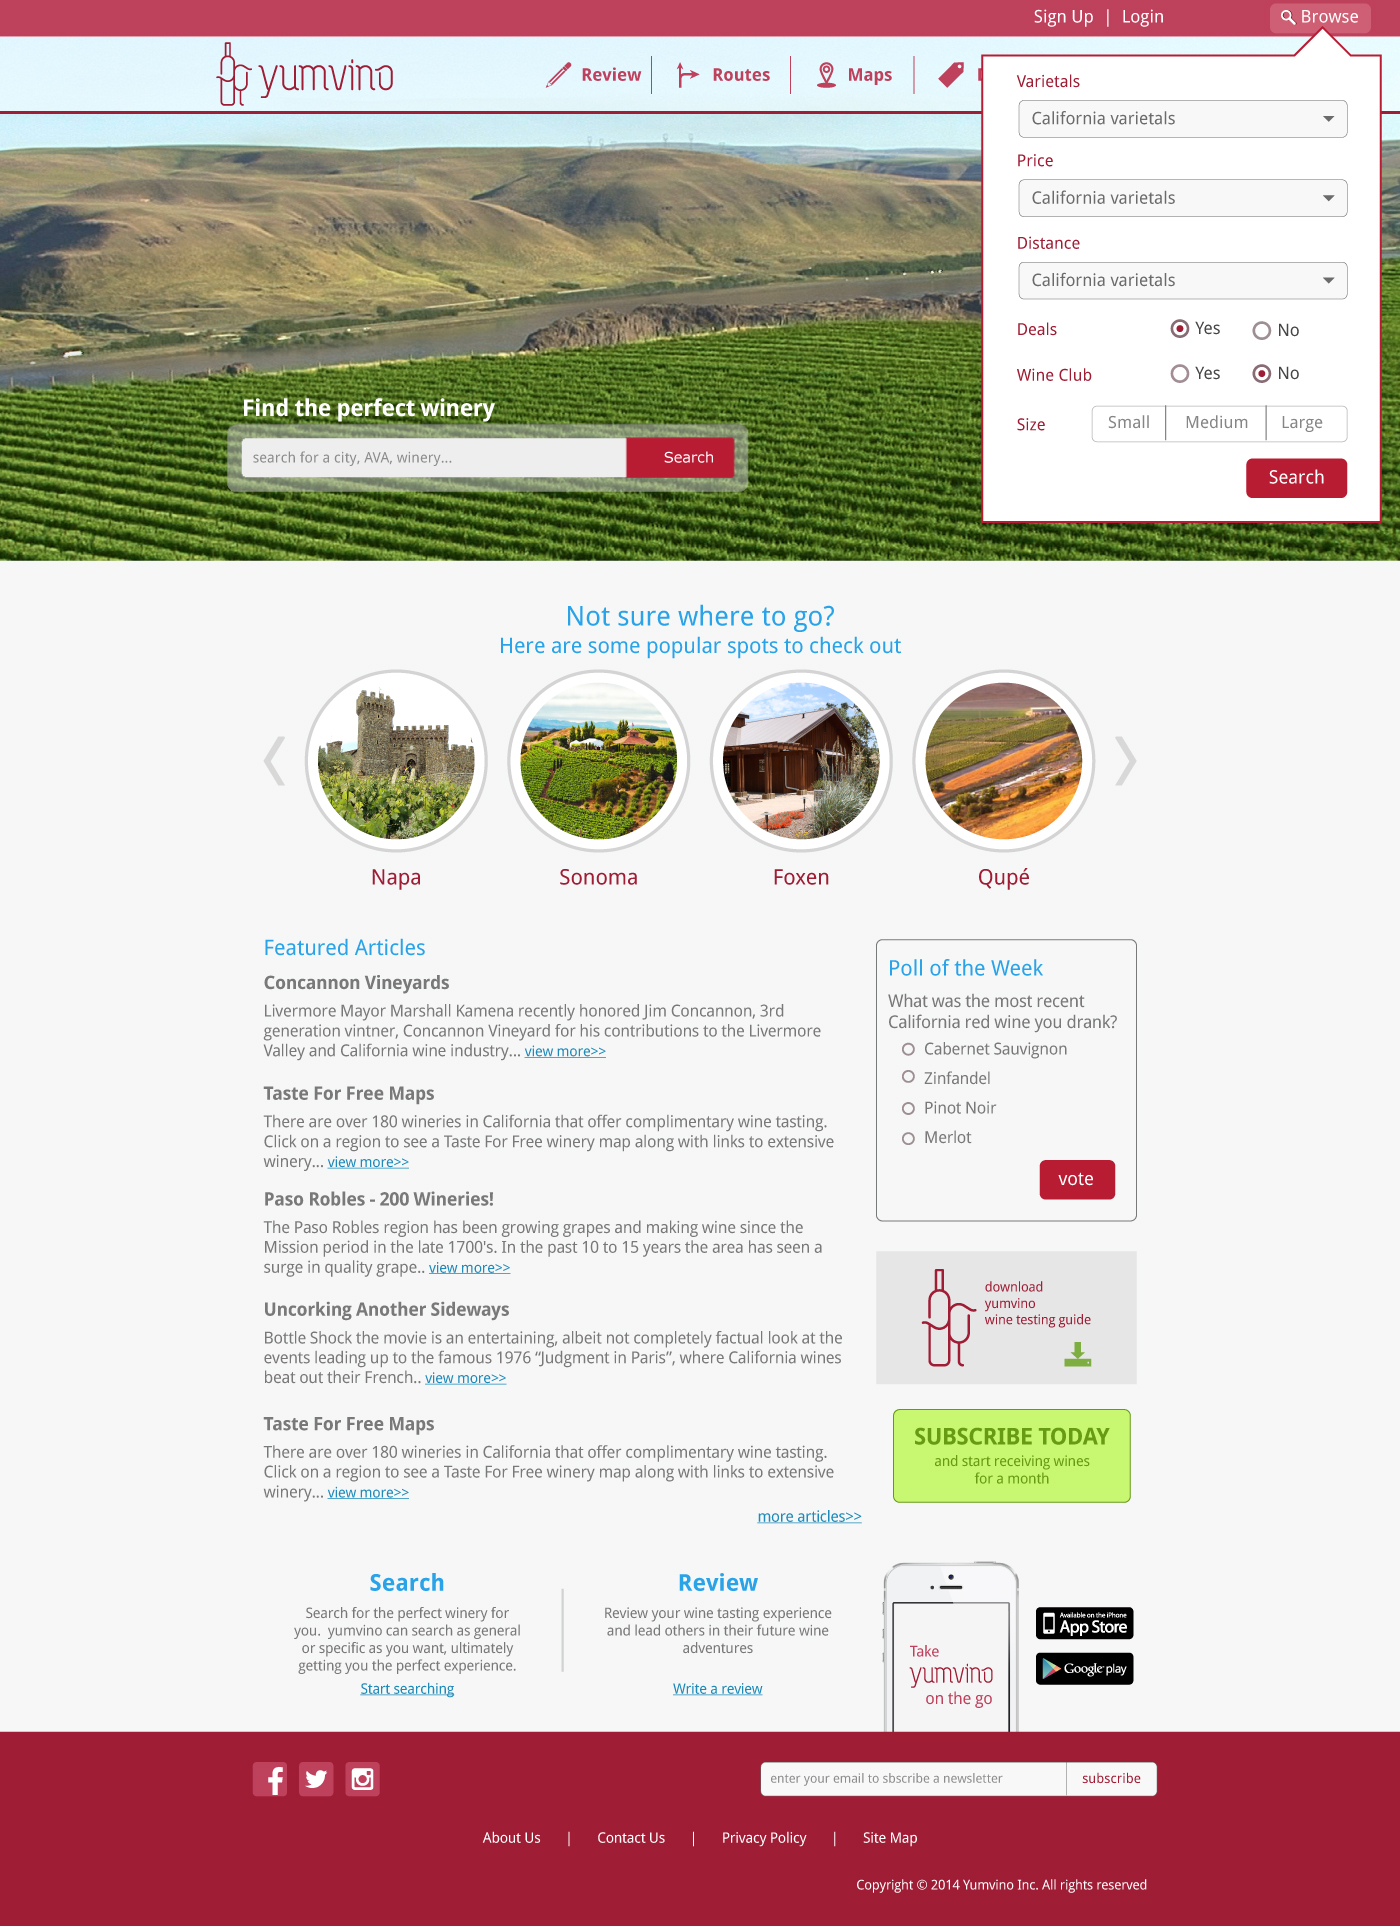 Sign Up | Login
Browse
yumvino
Review
Routes
Maps
Varietals
California varietals
Price
California varietals
Distance
California varietals
Deals
Yes
No
Wine Club
Yes
No
Size
Small
Medium
Large
Search
Find the perfect winery
search for a city, AVA, winery...
Search
Not sure where to go?
Here are some popular spots to check out
Napa
Sonoma
Foxen
Qupé
Featured Articles
Concannon Vineyards
Livermore Mayor Marshall Kamena recently honored Jim Concannon, 3rd
generation vintner, Concannon Vineyard for his contributions to the Livermore
Valley and California wine industry... view more>>
Taste For Free Maps
There are over 180 wineries in California that offer complimentary wine tasting.
Click on a region to see a Taste For Free winery map along with links to extensive
winery... view more>>
Paso Robles - 200 Wineries!
The Paso Robles region has been growing grapes and making wine since the
Mission period in the late 1700's. In the past 10 to 15 years the area has seen a
surge in quality grape.. view more>>
Uncorking Another Sideways
Bottle Shock the movie is an entertaining, albeit not completely factual look at the
events leading up to the famous 1976 “Judgment in Paris”, where California wines
beat out their French.. view more>>
Taste For Free Maps
There are over 180 wineries in California that offer complimentary wine tasting.
Click on a region to see a Taste For Free winery map along with links to extensive
winery... view more>>
more articles>>
Poll of the Week
What was the most recent
California red wine you drank?
Cabernet Sauvignon
Zinfandel
Pinot Noir
Merlot
vote
download
yumvino
wine testing guide
SUBSCRIBE TODAY
and start receiving wines
for a month
Search
Search for the perfect winery for
you. yumvino can search as general
or specific as you want, ultimately
getting you the perfect experience.
Start searching
Review
Review your wine tasting experience
and lead others in their future wine
adventures
Write a review
Take
yumvino
on the go
Available on the iPhone
App Store
Google play
enter your email to sbscribe a newsletter
subscribe
About Us | Contact Us | Privacy Policy | Site Map
Copyright © 2014 Yumvino Inc. All rights reserved